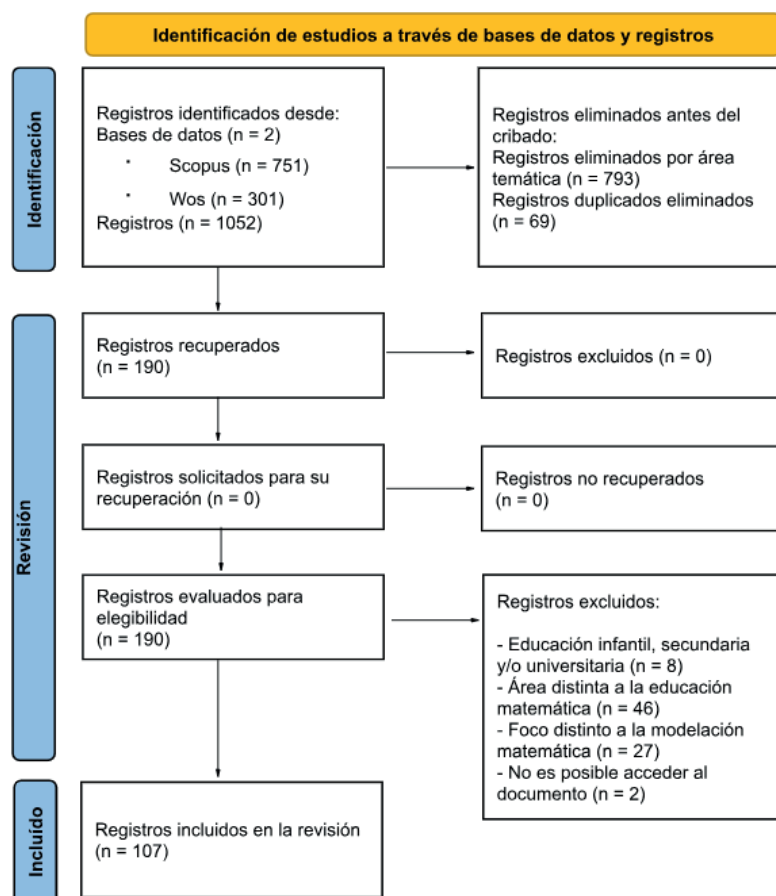 Identificación de estudios a través de bases de datos y registros
Identificación
Registros identificados desde:
Bases de datos (n = 2)
· Scopus (n = 751)
· Wos (n = 301)
Registros (n = 1052)
Registros eliminados antes del
cribado:
Registros eliminados por área
temática (n = 793)
Registros duplicados eliminados
(n = 69)
Revisión
Registros recuperados
(n = 190)
Registros excluidos (n = 0)
Registros solicitados para su
recuperación (n = 0)
Registros no recuperados
(n = 0)
Registros evaluados para
elegibilidad
(n = 190)
Registros excluidos:
- Educación infantil, secundaria
y/o universitaria (n = 8)
- Área distinta a la educación
matemática (n = 46)
- Foco distinto a la modelación
matemática (n = 27)
- No es posible acceder al
documento (n = 2)
Incluído
Registros incluidos en la revisión
(n = 107)